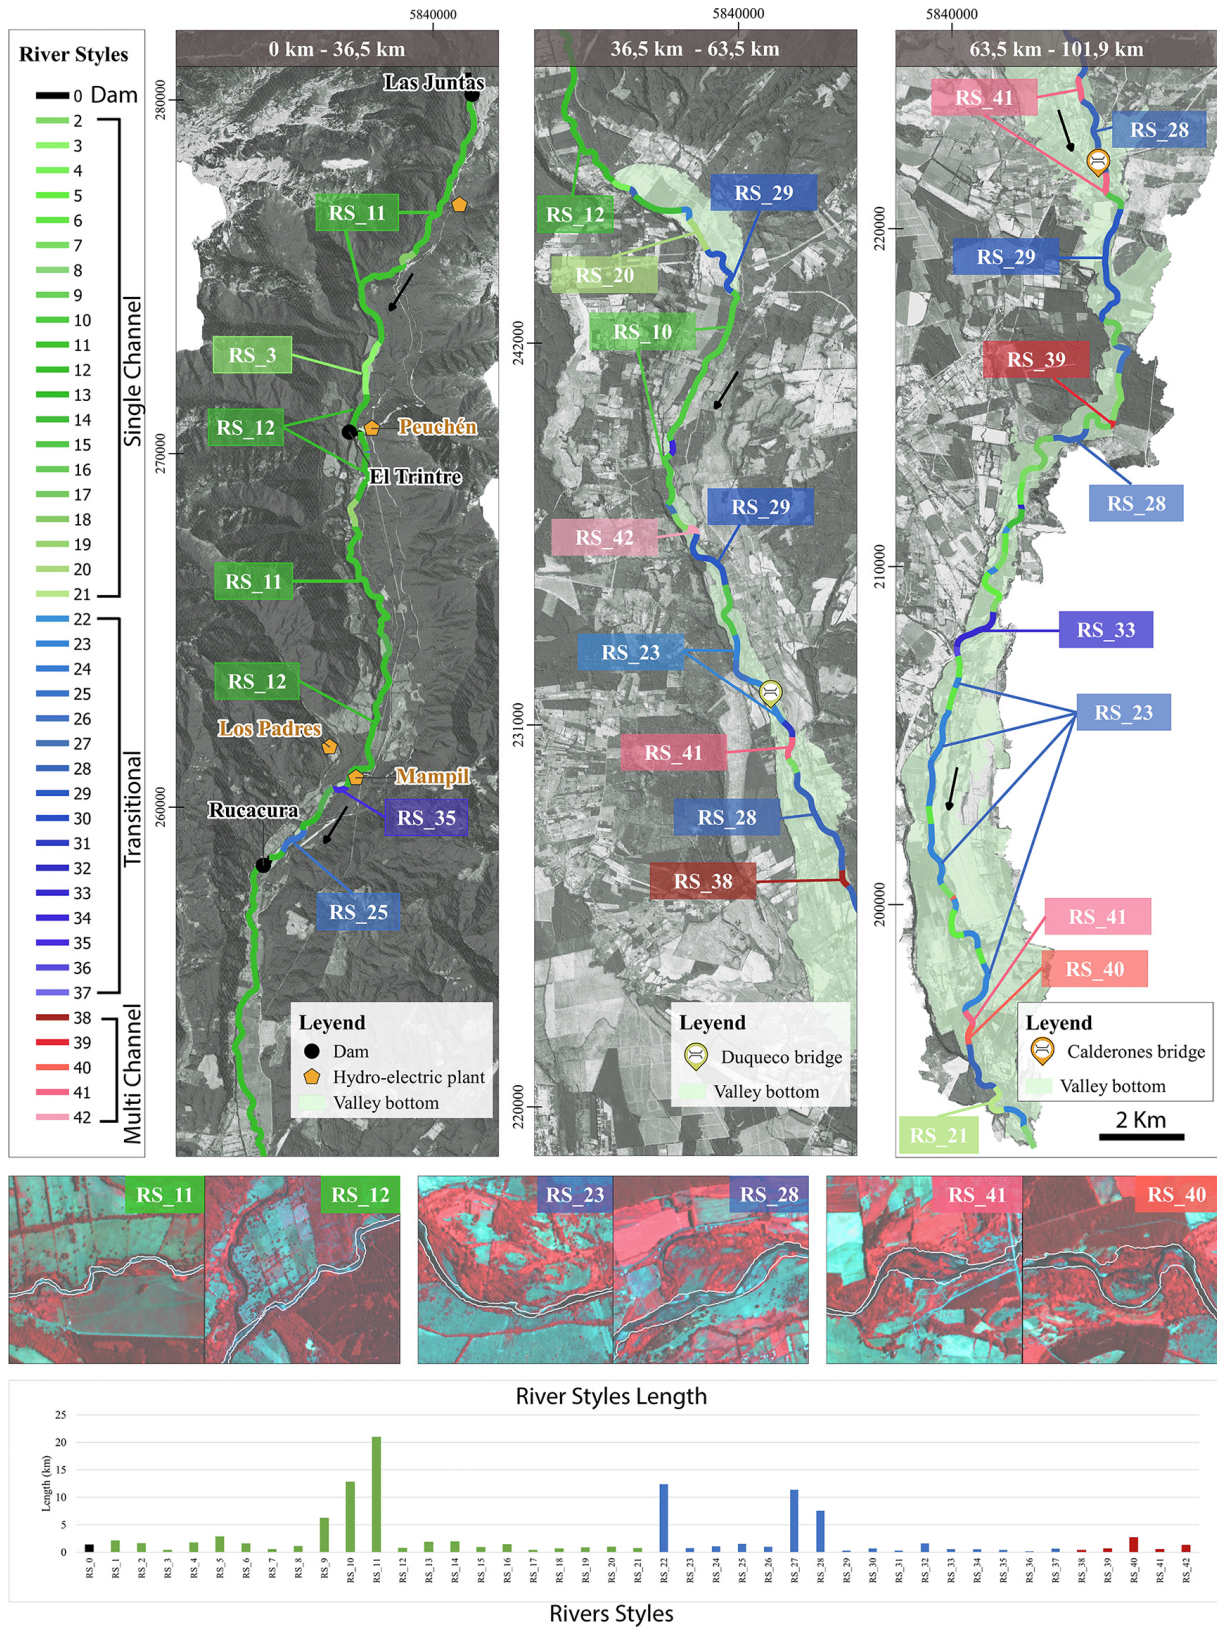 River Styles
0 Dam
2
3
4
5
6
7
8
9
10
11
12
13
14
15
16
17
18
19
20
21
22
23
24
25
26
27
28
29
30
31
32
33
34
35
36
37
38
39
40
41
42
Single Channel
Transitional
Multi Channel
5840000
0 km - 36,5 km
280000
270000
260000
Las Juntas
RS_11
RS_3
RS_12
Peuchén
El Trintre
RS_11
RS_12
Los Padres
Mampil
Rucacura
RS_35
RS_25
Leyend
Dam
Hydro-electric plant
Valley bottom
5840000
36,5 km - 63,5 km
242000
231000
220000
RS_29
RS_12
RS_20
RS_10
RS_29
RS_42
RS_23
RS_41
RS_28
RS_38
Leyend
Duqueco bridge
Valley bottom
5840000
63,5 km - 101,9 km
220000
210000
200000
RS_41
RS_28
RS_29
RS_39
RS_28
RS_33
RS_23
RS_41
RS_40
Leyend
Calderones bridge
Valley bottom
RS_21
2 Km
RS_11
RS_12
RS_23
RS_28
RS_41
RS_40
River Styles Length
Length (km)
25
20
15
10
5
0
RS_0
RS_1
RS_2
RS_3
RS_4
RS_5
RS_6
RS_7
RS_8
RS_9
RS_10
RS_11
RS_12
RS_13
RS_14
RS_15
RS_16
RS_17
RS_18
RS_19
RS_20
RS_21
RS_22
RS_23
RS_24
RS_25
RS_26
RS_27
RS_28
RS_29
RS_30
RS_31
RS_32
RS_33
RS_34
RS_35
RS_36
RS_37
RS_38
RS_39
RS_40
RS_41
RS_42
Rivers Styles